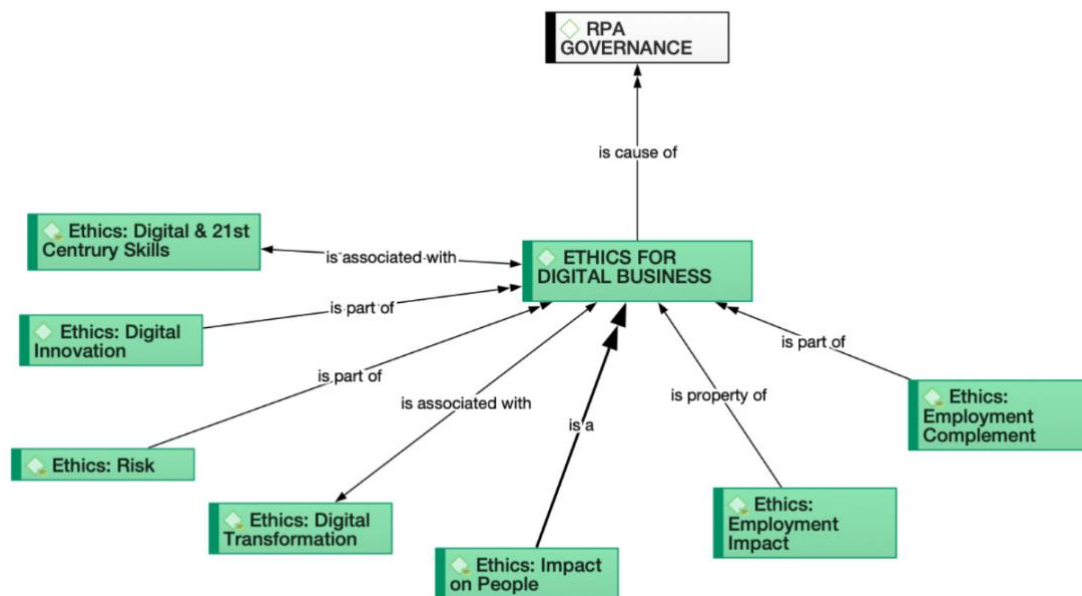 RPA
GOVERNANCE
is cause of
Ethics: Digital & 21st
Centrury Skills
is associated with
ETHICS FOR
DIGITAL BUSINESS
is part of
Ethics: Digital
Innovation
is part of
is part of
is associated with
is property of
Ethics:
Employment
Complement
is a
Ethics: Risk
Ethics: Digital
Transformation
Ethics:
Employment
Impact
Ethics: Impact
on People